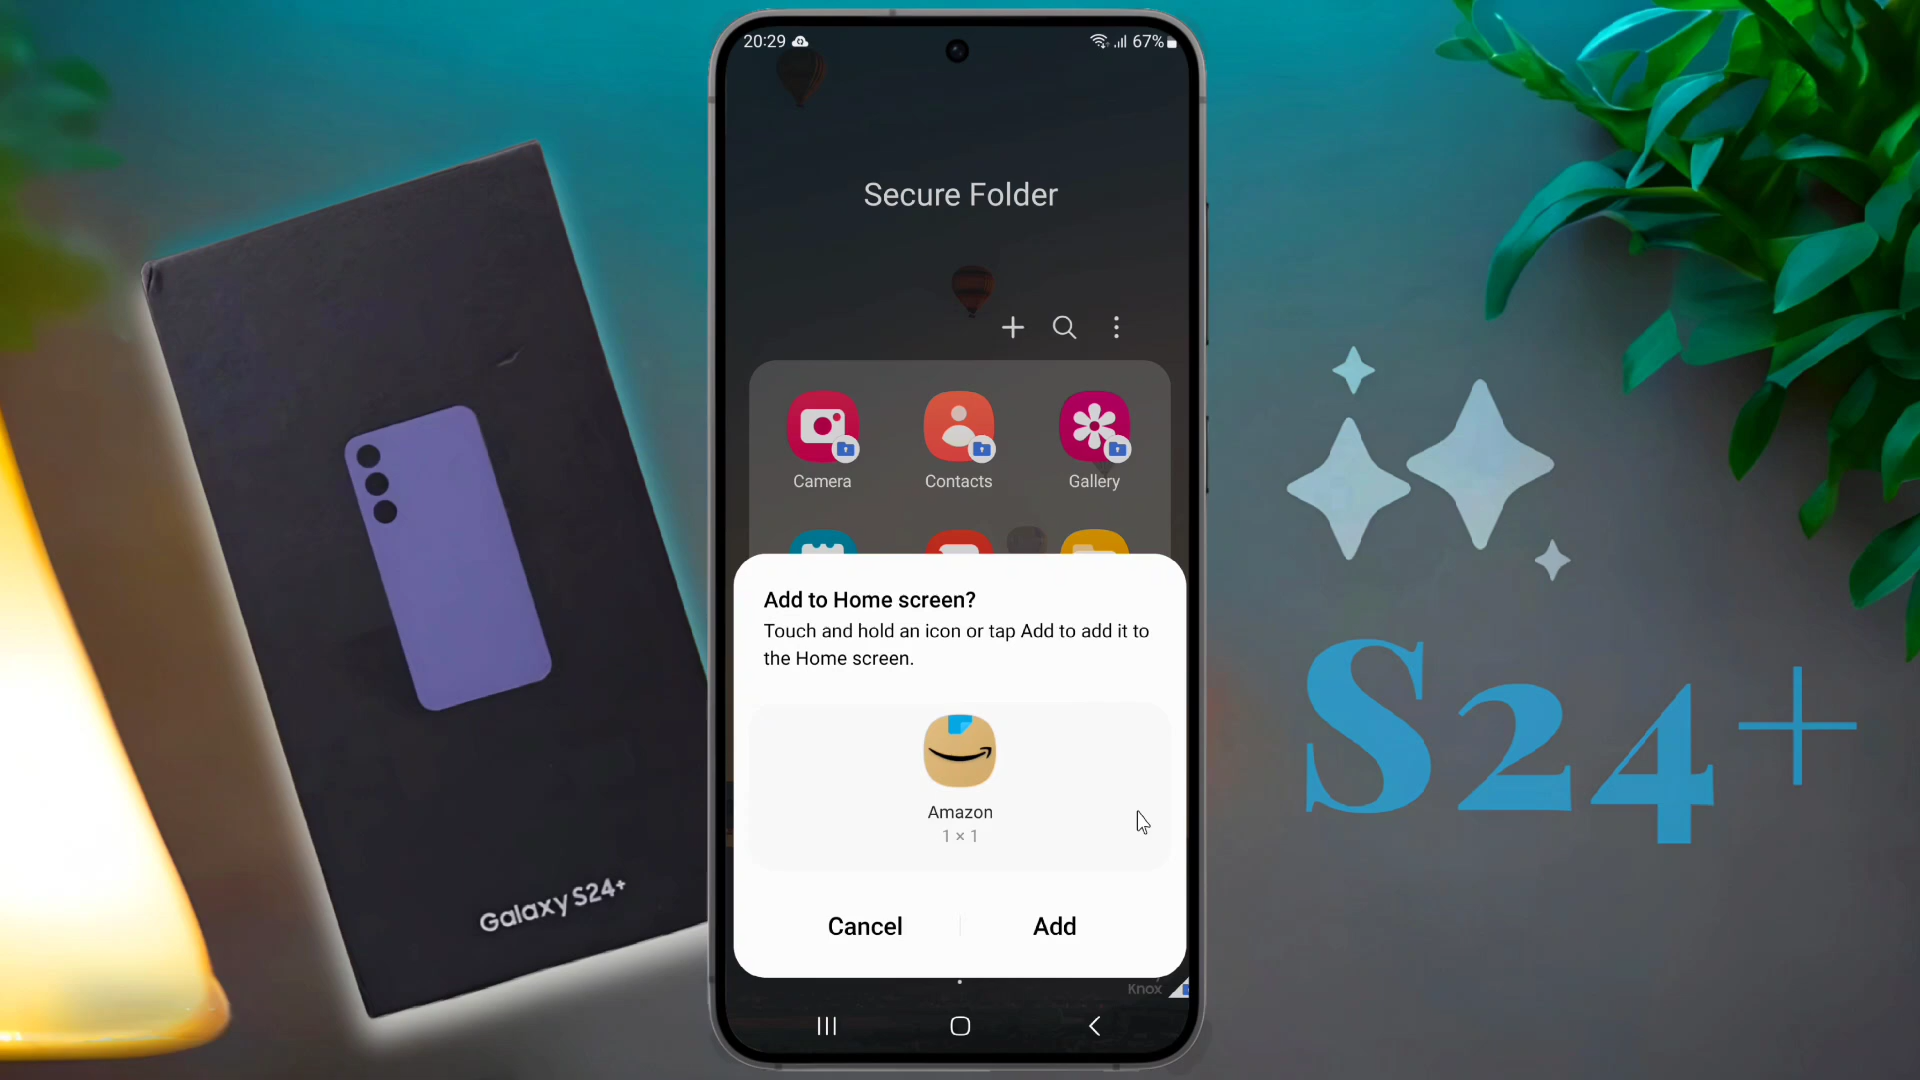 20:29
67%
Secure Folder
Camera
Contacts
Gallery
Add to Home screen?
Touch and hold an icon or tap Add to add it to
the Home screen.
Amazon
1 × 1
Cancel
Add
Knox
Galaxy S24+
S24+